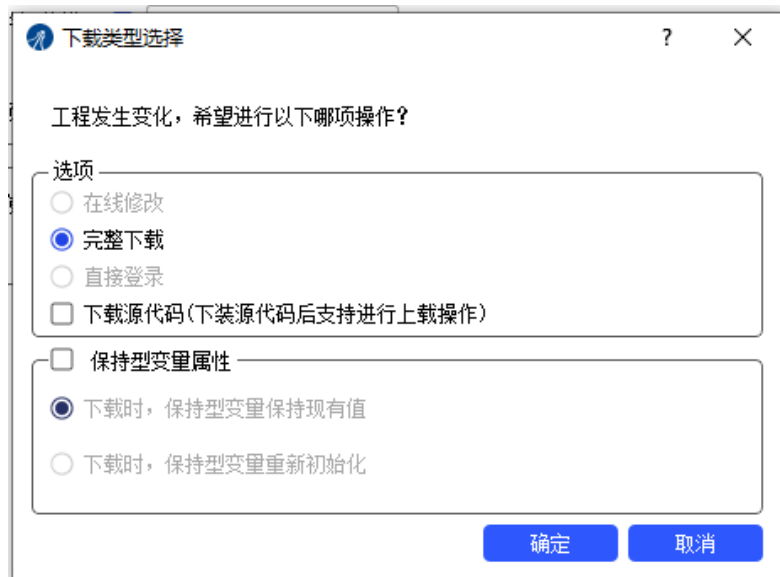 下载类型选择
?
工程发生变化，希望进行以下哪项操作?
选项
在线修改
完整下载
直接登录
下载源代码(下装源代码后支持进行上载操作)
保持型变量属性
下载时，保持型变量保持现有值
下载时，保持型变量重新初始化
确定
取消